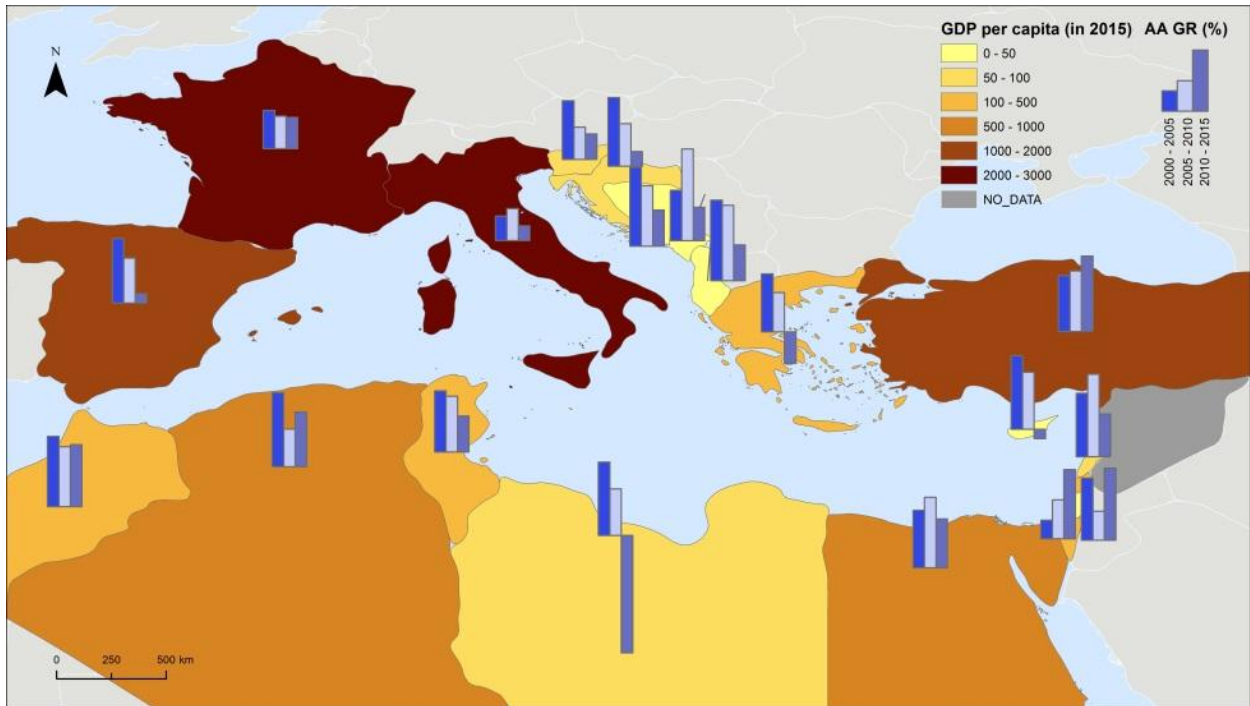 GDP per capita (in 2015)
0 - 50
50 - 100
100 - 500
500 - 1000
1000 - 2000
2000 - 3000
NO_DATA
AA GR (%)
2000 - 2005
2005 - 2010
2010 - 2015
N
0 250 500 km